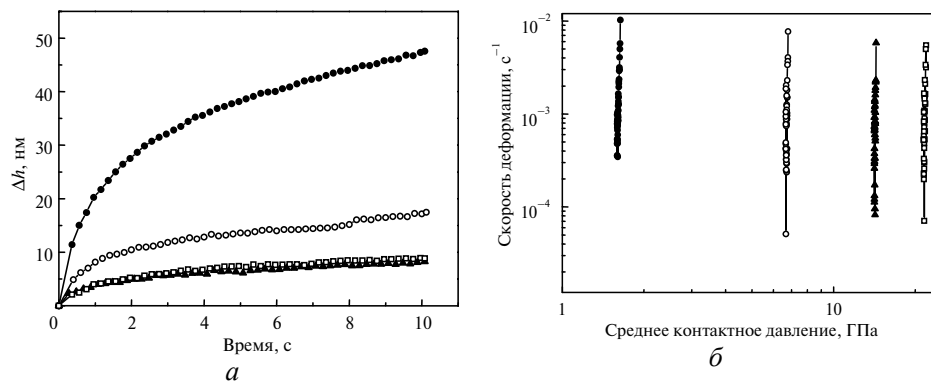 50
40
30
20
10
0
Δh, нм
0 2 4 6 8 10
Время, с
а
10⁻²
10⁻³
10⁻⁴
Скорость деформации, с⁻¹
1 10
Среднее контактное давление, ГПа
б